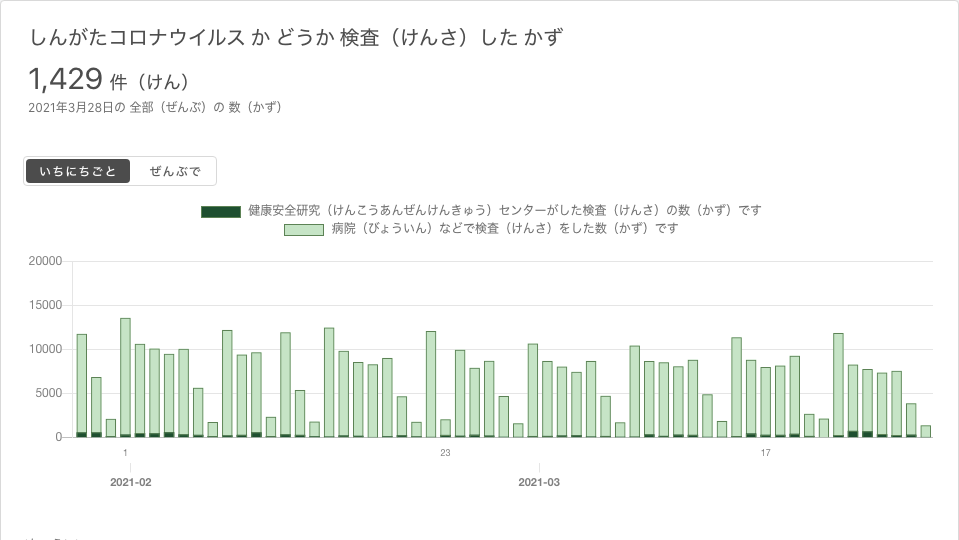 しんがたコロナウイルス か どうか 検査（けんさ）した かず
1,429 件（けん）
2021年3月28日の 全部（ぜんぶ）の 数（かず）
いちにちごと ぜんぶで
健康安全研究（けんこうあんぜんけんきゅう）センターがした検査（けんさ）の数（かず）です
病院（びょういん）などで検査（けんさ）をした数（かず）です
20000
15000
10000
5000
0
1 23 17
2021-02 2021-03